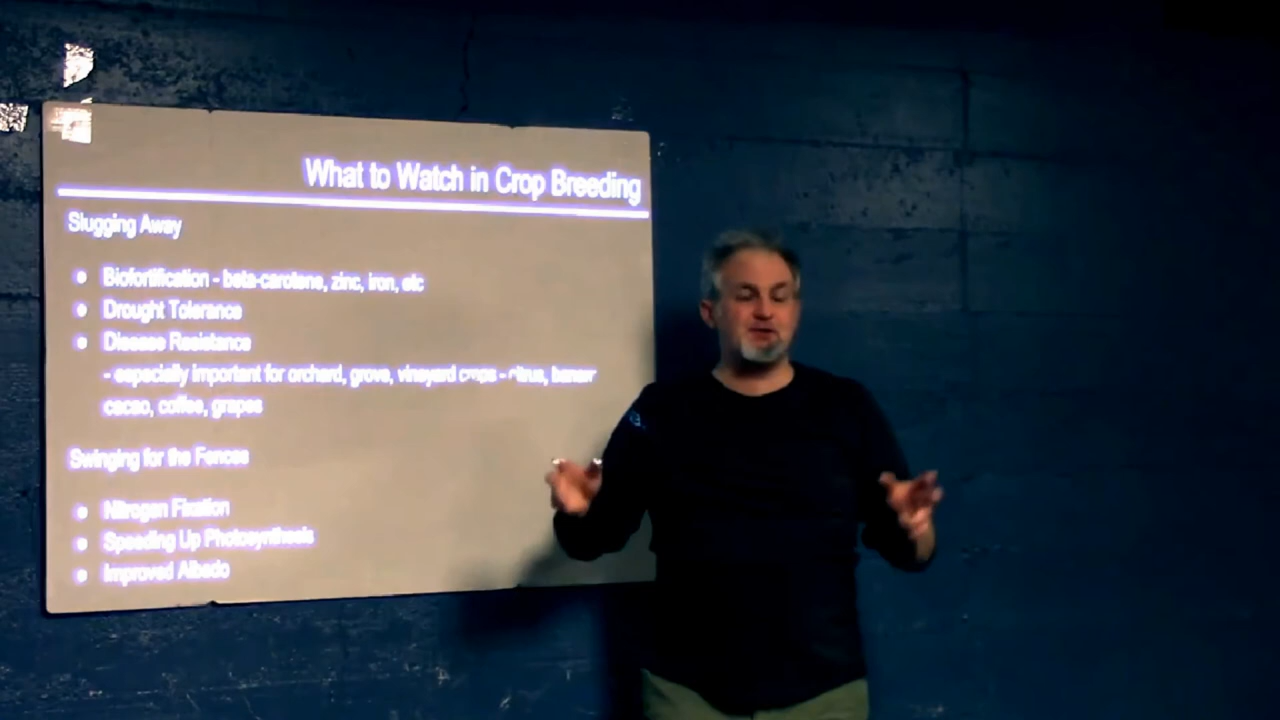 What to Watch in Crop Breeding
Slugging Away
● Biofortification - beta-carotene, zinc, iron, etc
● Drought Tolerance
● Disease Resistance
- especially important for orchard, grove, vineyard crops - citrus,
cacao, coffee, grapes
Swinging for the Fences
● Nitrogen Fixation
● Speeding Up Photosynthesis
● Improved Albedo